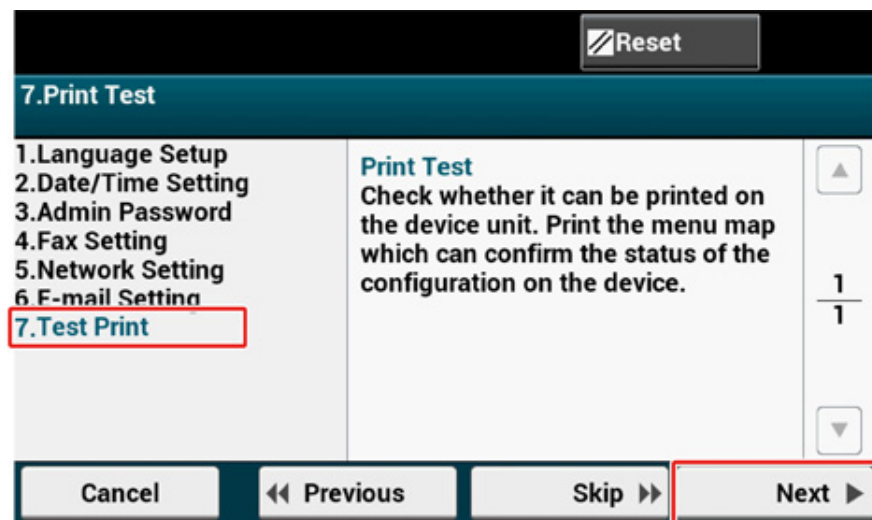 Reset
7.Print Test
1.Language Setup
2.Date/Time Setting
3.Admin Password
4.Fax Setting
5.Network Setting
6.E-mail Setting
7.Test Print
Print Test
Check whether it can be printed on
the device unit. Print the menu map
which can confirm the status of the
configuration on the device.
1
1
Cancel
Previous
Skip
Next